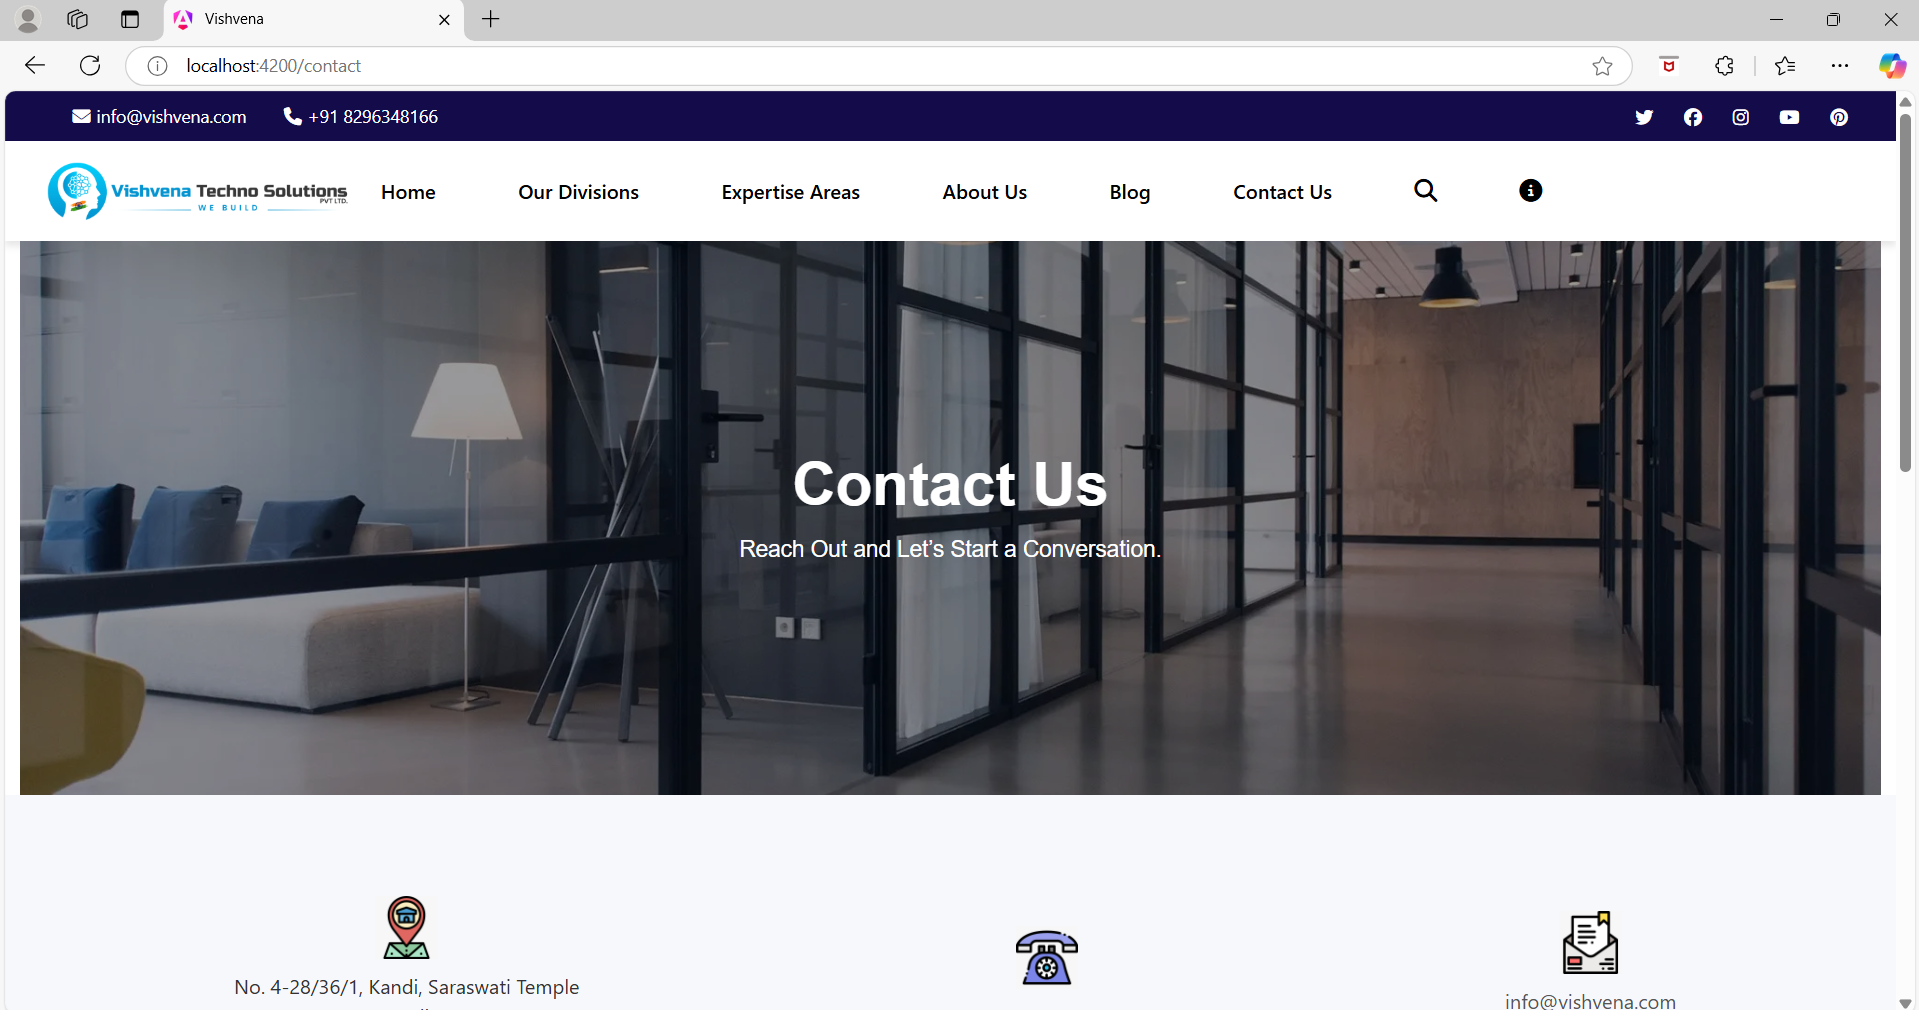 Vishvena
localhost:4200/contact
info@vishvena.com +91 8296348166
Vishvena Techno Solutions
PVT LTD.
WE BUILD
Home Our Divisions Expertise Areas About Us Blog Contact Us
Contact Us
Reach Out and Let’s Start a Conversation.
No. 4-28/36/1, Kandi, Saraswati Temple
info@vishvena.com